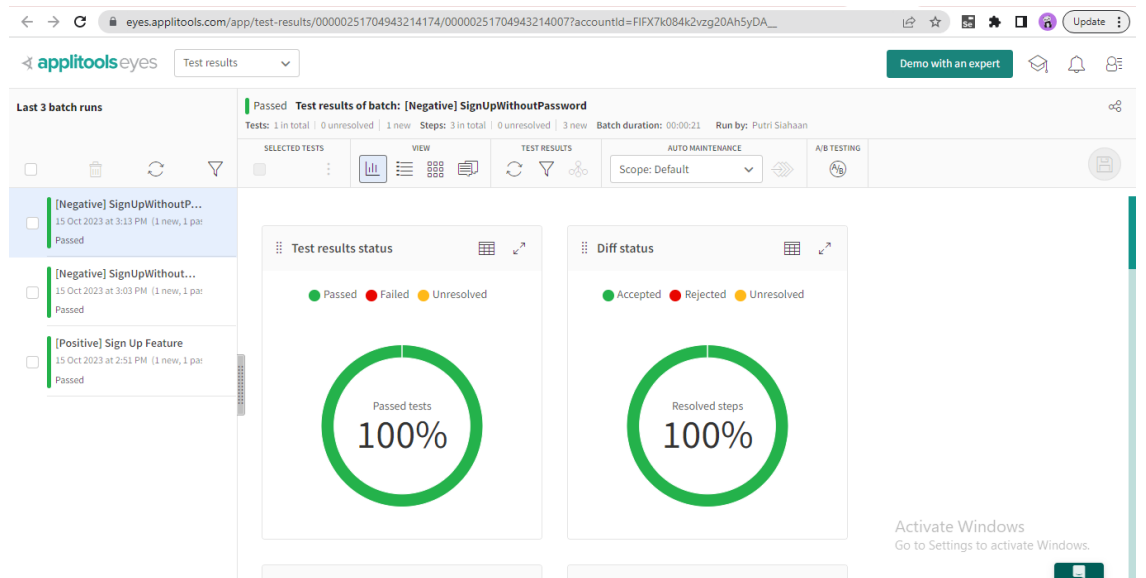 eyes.applitools.com/app/test-results/00000251704943214174/00000251704943214007?accountId=FIFX7k084k2vzg20Ah5yDA__
Se
Update
applitools eyes
Test results
Demo with an expert
Last 3 batch runs
Passed Test results of batch: [Negative] SignUpWithoutPassword
Tests: 1 in total | 0 unresolved | 1 new Steps: 3 in total | 0 unresolved | 3 new Batch duration: 00:00:21 Run by: Putri Siahaan
SELECTED TESTS VIEW TEST RESULTS AUTO MAINTENANCE A/B TESTING
Scope: Default
A/B
[Negative] SignUpWithoutP...
15 Oct 2023 at 3:13 PM (1 new, 1 pas
Passed
[Negative] SignUpWithout...
15 Oct 2023 at 3:03 PM (1 new, 1 pas
Passed
[Positive] Sign Up Feature
15 Oct 2023 at 2:51 PM (1 new, 1 pas
Passed
Test results status
Passed Failed Unresolved
Passed tests
100%
Diff status
Accepted Rejected Unresolved
Resolved steps
100%
Activate Windows
Go to Settings to activate Windows.